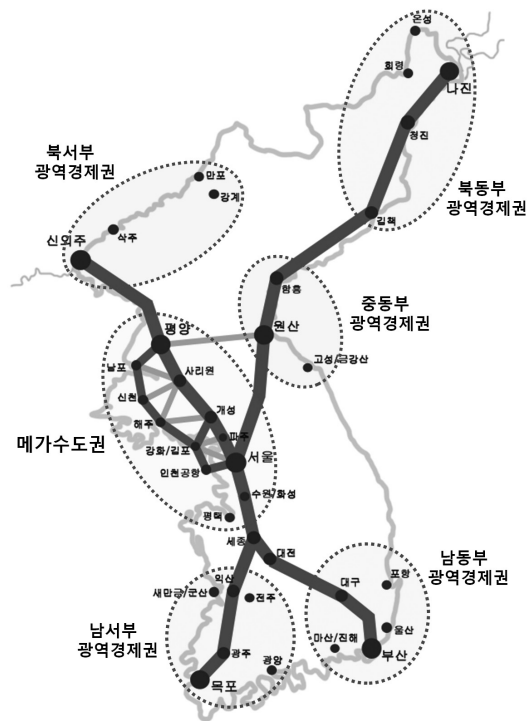 온성
회령
나진
청진
북서부
광역경제권
만포
강계
북동부
광역경제권
김책
삭주
신의주
함흥
중동부
광역경제권
원산
평양
고성/금강산
남포
사리원
신천
개성
해주
파주
메가수도권
강화/김포
서울
인천공항
수원/화성
평택
세종
대전
남동부
광역경제권
대구
포항
익산
새만금/군산
전주
울산
남서부
광역경제권
마산/진해
부산
광주
광양
목포